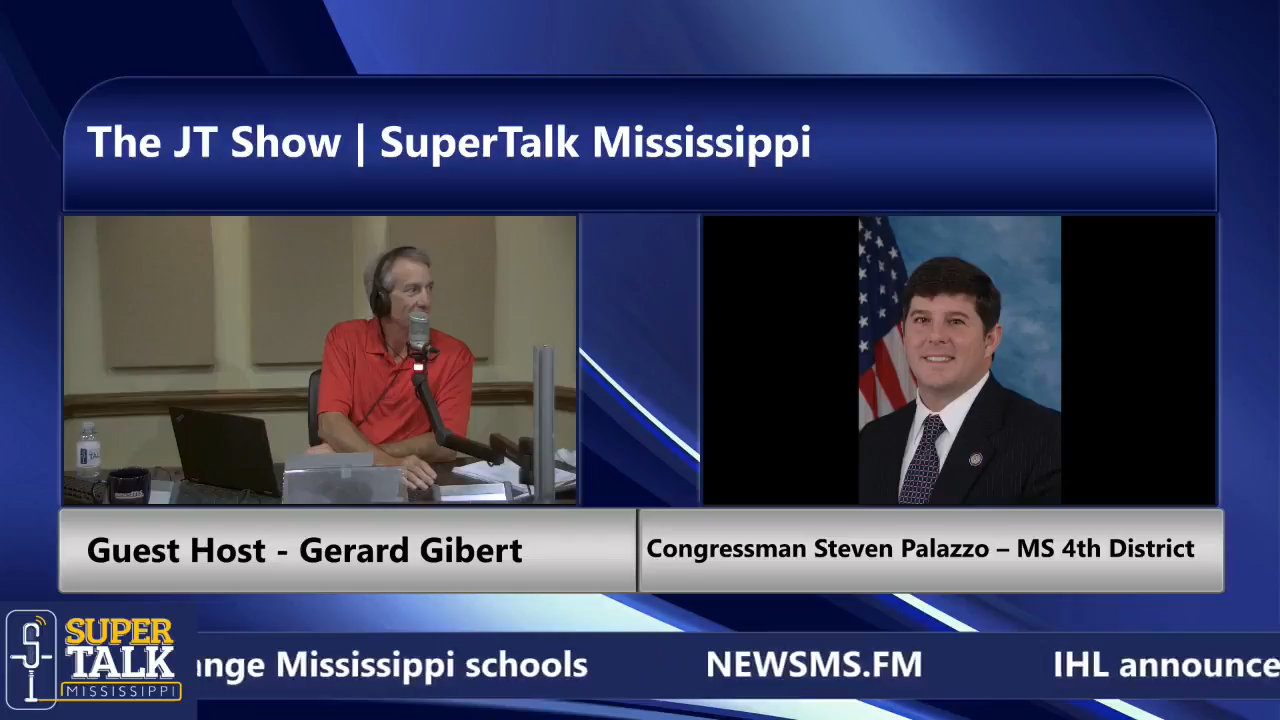 The JT Show | SuperTalk Mississippi
Guest Host - Gerard Gibert
Congressman Steven Palazzo – MS 4th District
SUPER
TALK
MISSISSIPPI
ange Mississippi schools
NEWSMS.FM
IHL announce